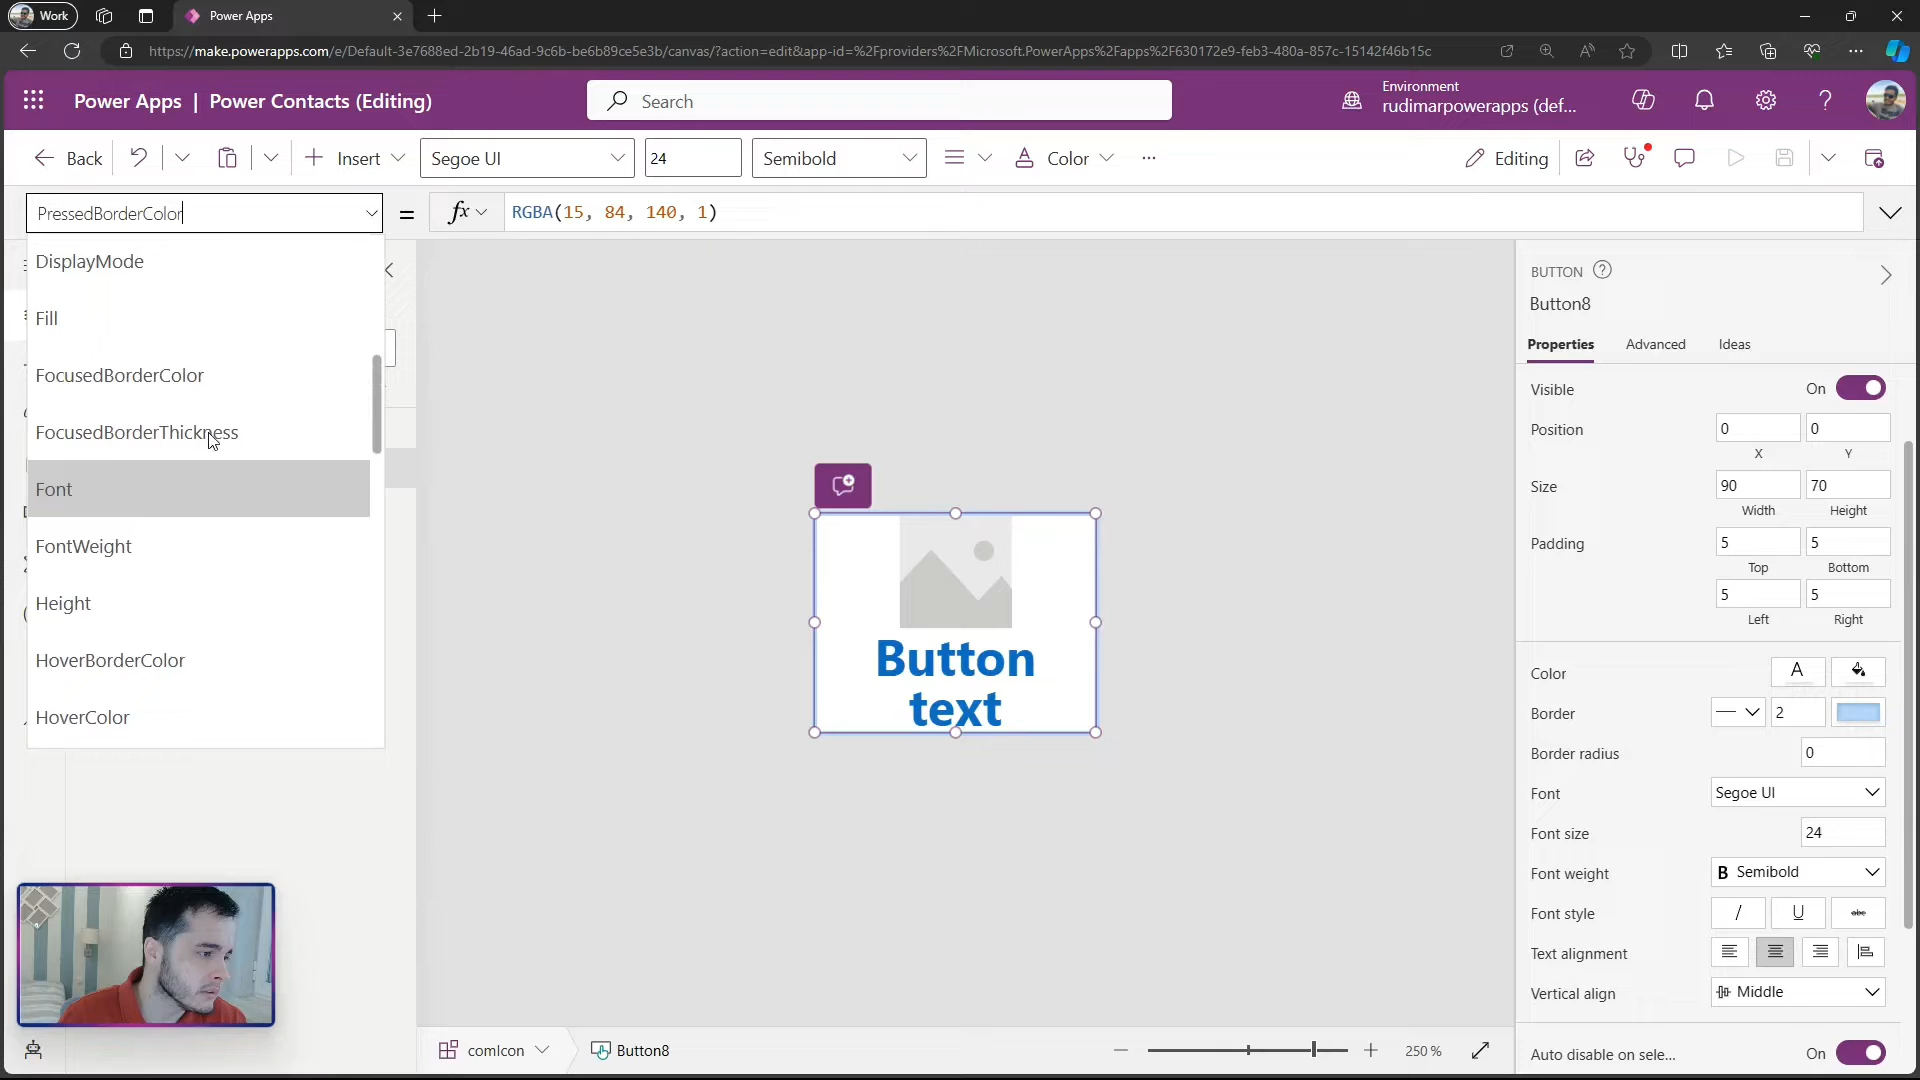 Work
Power Apps
https://make.powerapps.com/e/Default-3e7688ed-2b19-46ad-9c6b-be6b89ce5e3b/canvas/?action=edit&app-id=%2Fproviders%2FMicrosoft.PowerApps%2Fapps%2F630172e9-feb3-480a-857c-15142f46b15c
Power Apps | Power Contacts (Editing)
Search
Environment
rudimarpowerapps (def...
Back
Insert
Segoe UI
24
Semibold
Color
Editing
PressedBorderColor
=
fx
RGBA(15, 84, 140, 1)
DisplayMode
Fill
FocusedBorderColor
FocusedBorderThickness
Font
FontWeight
Height
HoverBorderColor
HoverColor
Button
text
BUTTON
Button8
Properties
Advanced
Ideas
Visible
On
Position
0
0
X
Y
Size
90
70
Width
Height
Padding
5
5
Top
Bottom
5
5
Left
Right
Color
A
Border
2
Border radius
0
Font
Segoe UI
Font size
24
Font weight
B Semibold
Font style
/
U
abc
Text alignment
Vertical align
Middle
Auto disable on sele...
On
comIcon
Button8
250 %